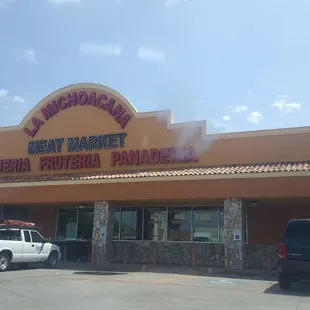 LA MICHOACANA
MEAT MARKET
FRUTERIA PANADERIA